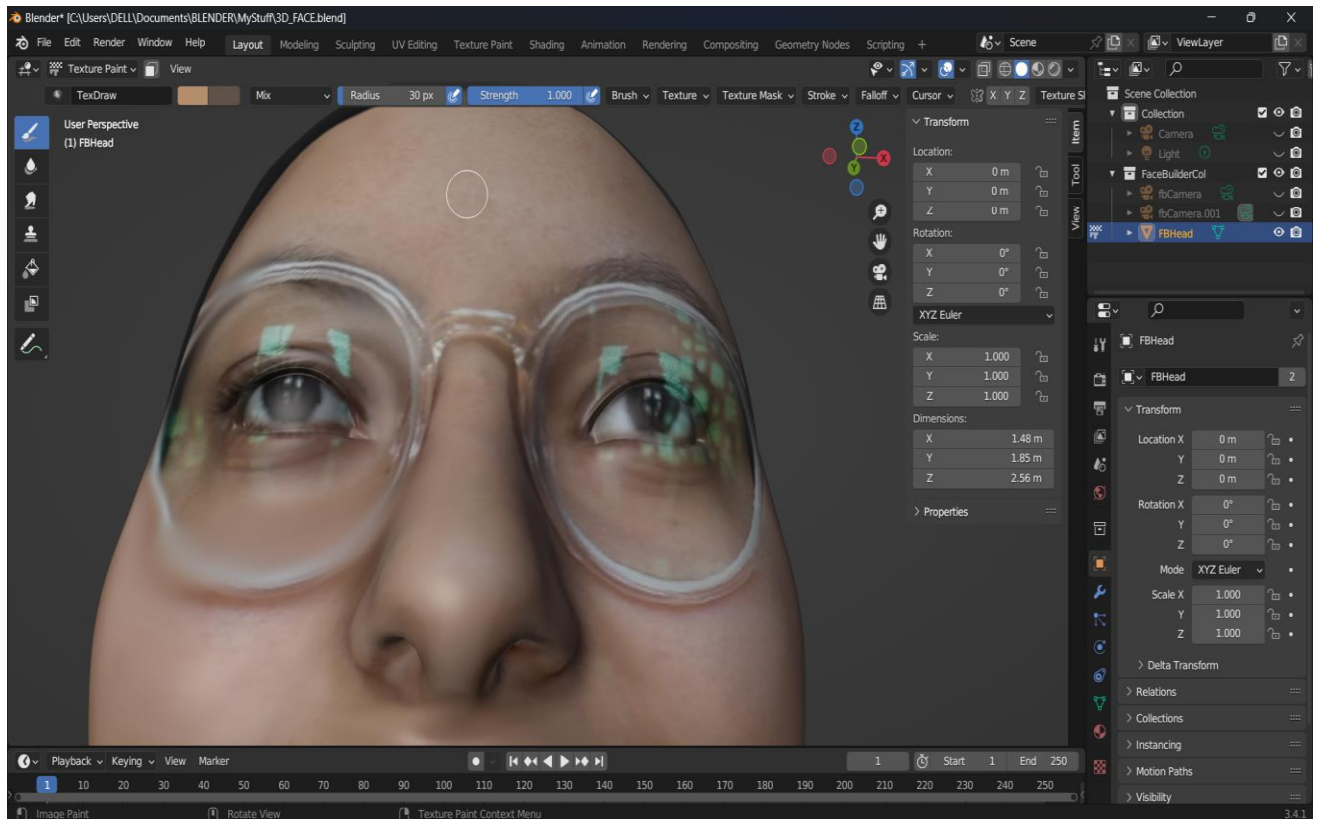 Blender* [C:\Users\DELL\Documents\BLENDER\MyStuff\3D_FACE.blend]
File Edit Render Window Help Layout Modeling Sculpting UV Editing Texture Paint Shading Animation Rendering Compositing Geometry Nodes Scripting + Scene ViewLayer
Texture Paint View
TexDraw Mix Radius 30 px Strength 1.000 Brush Texture Texture Mask Stroke Falloff Cursor X Y Z Texture Sl
User Perspective
(1) FBHead
Z
X
Y
Transform
Location:
X 0 m
Y 0 m
Z 0 m
Rotation:
X 0°
Y 0°
Z 0°
XYZ Euler
Scale:
X 1.000
Y 1.000
Z 1.000
Dimensions:
X 1.48 m
Y 1.85 m
Z 2.56 m
Properties
Item
Tool
View
Scene Collection
Collection
Camera
Light
FaceBuilderCol
fbCamera
fbCamera.001
FBHead
FBHead
FBHead 2
Transform
Location X 0 m
Y 0 m
Z 0 m
Rotation X 0°
Y 0°
Z 0°
Mode XYZ Euler
Scale X 1.000
Y 1.000
Z 1.000
Delta Transform
Relations
Collections
Instancing
Motion Paths
Visibility
Playback Keying View Marker 1 Start 1 End 250
1 10 20 30 40 50 60 70 80 90 100 110 120 130 140 150 160 170 180 190 200 210 220 230 240 250
Image Paint Rotate View Texture Paint Context Menu 3.4.1